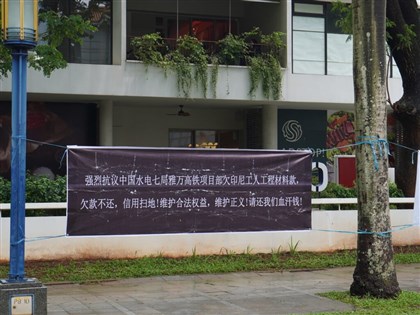 强烈抗议中国水电七局雅万高铁项目部欠印尼工人工程材料款，
欠款不还，信用扫地！维护合法权益，维护正义！请还我们血汗钱！